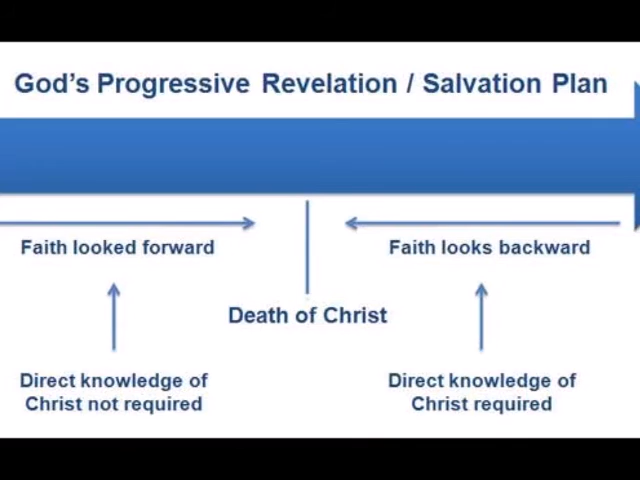 God's Progressive Revelation / Salvation Plan
Faith looked forward
Faith looks backward
Death of Christ
Direct knowledge of
Christ not required
Direct knowledge of
Christ required